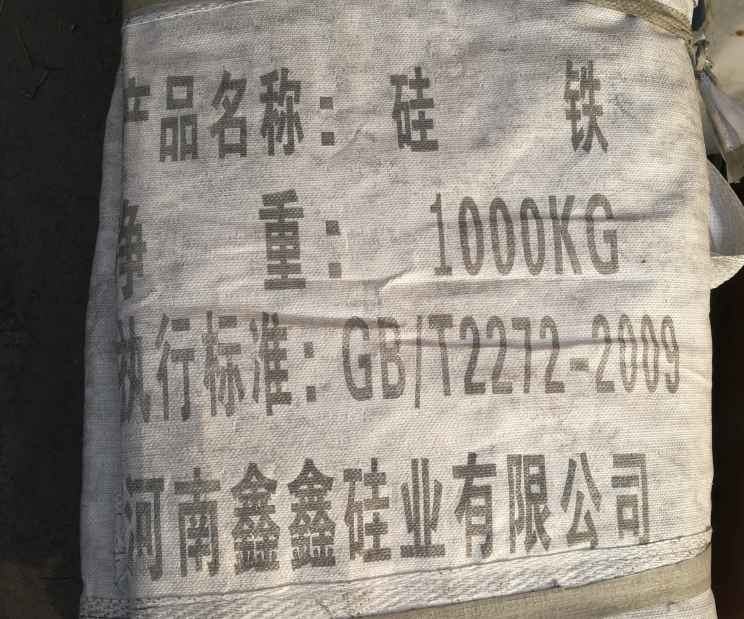 产品名称：硅 铁
净 重：1000KG
执行标准：GB/T2272-2009
河南鑫鑫硅业有限公司